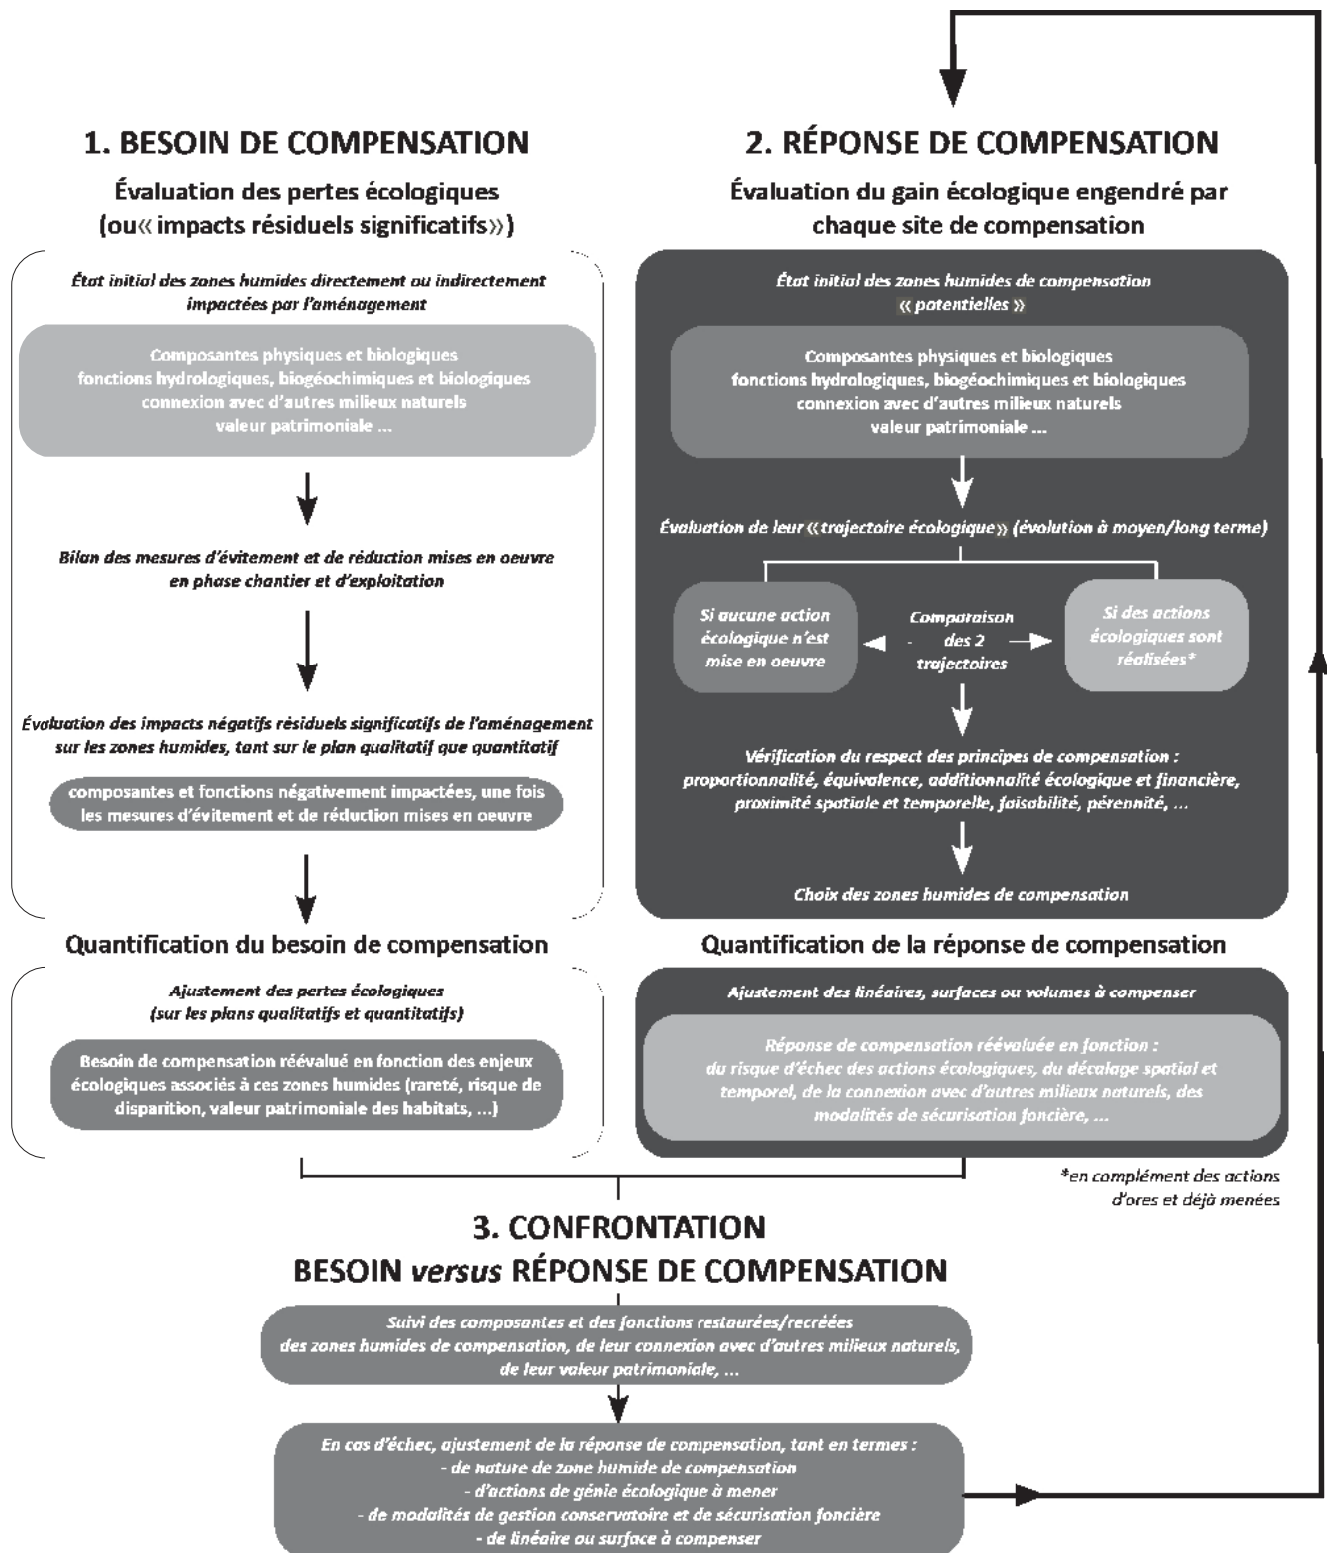 1. BESOIN DE COMPENSATION
Évaluation des pertes écologiques
(ou« impacts résiduels significatifs»)
État initial des zones humides directement ou indirectement
impactées par l'aménagement
Composantes physiques et biologiques
fonctions hydrologiques, biogéochimiques et biologiques
connexion avec d'autres milieux naturels
valeur patrimoniale ...
Bilan des mesures d'évitement et de réduction mises en oeuvre
en phase chantier et d'exploitation
Évaluation des impacts négatifs résiduels significatifs de l'aménagement
sur les zones humides, tant sur le plan qualitatif que quantitatif
composantes et fonctions négativement impactées, une fois
les mesures d'évitement et de réduction mises en oeuvre
Quantification du besoin de compensation
Ajustement des pertes écologiques
(sur les plans qualitatifs et quantitatifs)
Besoin de compensation réévalué en fonction des enjeux
écologiques associés à ces zones humides (rareté, risque de
disparition, valeur patrimoniale des habitats, ...)
2. RÉPONSE DE COMPENSATION
Évaluation du gain écologique engendré par
chaque site de compensation
État initial des zones humides de compensation
« potentielles »
Composantes physiques et biologiques
fonctions hydrologiques, biogéochimiques et biologiques
connexion avec d'autres milieux naturels
valeur patrimoniale ...
Évaluation de leur «trajectoire écologique» (évolution à moyen/long terme)
Si aucune action
écologique n'est
mise en oeuvre
Comparaison
- des 2
trajectoires
Si des actions
écologiques sont
réalisées*
Vérification du respect des principes de compensation :
proportionnalité, équivalence, additionnalité écologique et financière,
proximité spatiale et temporelle, faisabilité, pérennité, ...
Choix des zones humides de compensation
Quantification de la réponse de compensation
Ajustement des linéaires, surfaces ou volumes à compenser
Réponse de compensation réévaluée en fonction :
du risque d'échec des actions écologiques, du décalage spatial et
temporel, de la connexion avec d'autres milieux naturels, des
modalités de sécurisation foncière, ...
*en complément des actions
d'ores et déjà menées
3. CONFRONTATION
BESOIN versus RÉPONSE DE COMPENSATION
Suivi des composantes et des fonctions restaurées/recréées
des zones humides de compensation, de leur connexion avec d'autres milieux naturels,
de leur valeur patrimoniale, ...
En cas d'échec, ajustement de la réponse de compensation, tant en termes :
- de nature de zone humide de compensation
- d'actions de génie écologique à mener
- de modalités de gestion conservatoire et de sécurisation foncière
- de linéaire ou surface à compenser